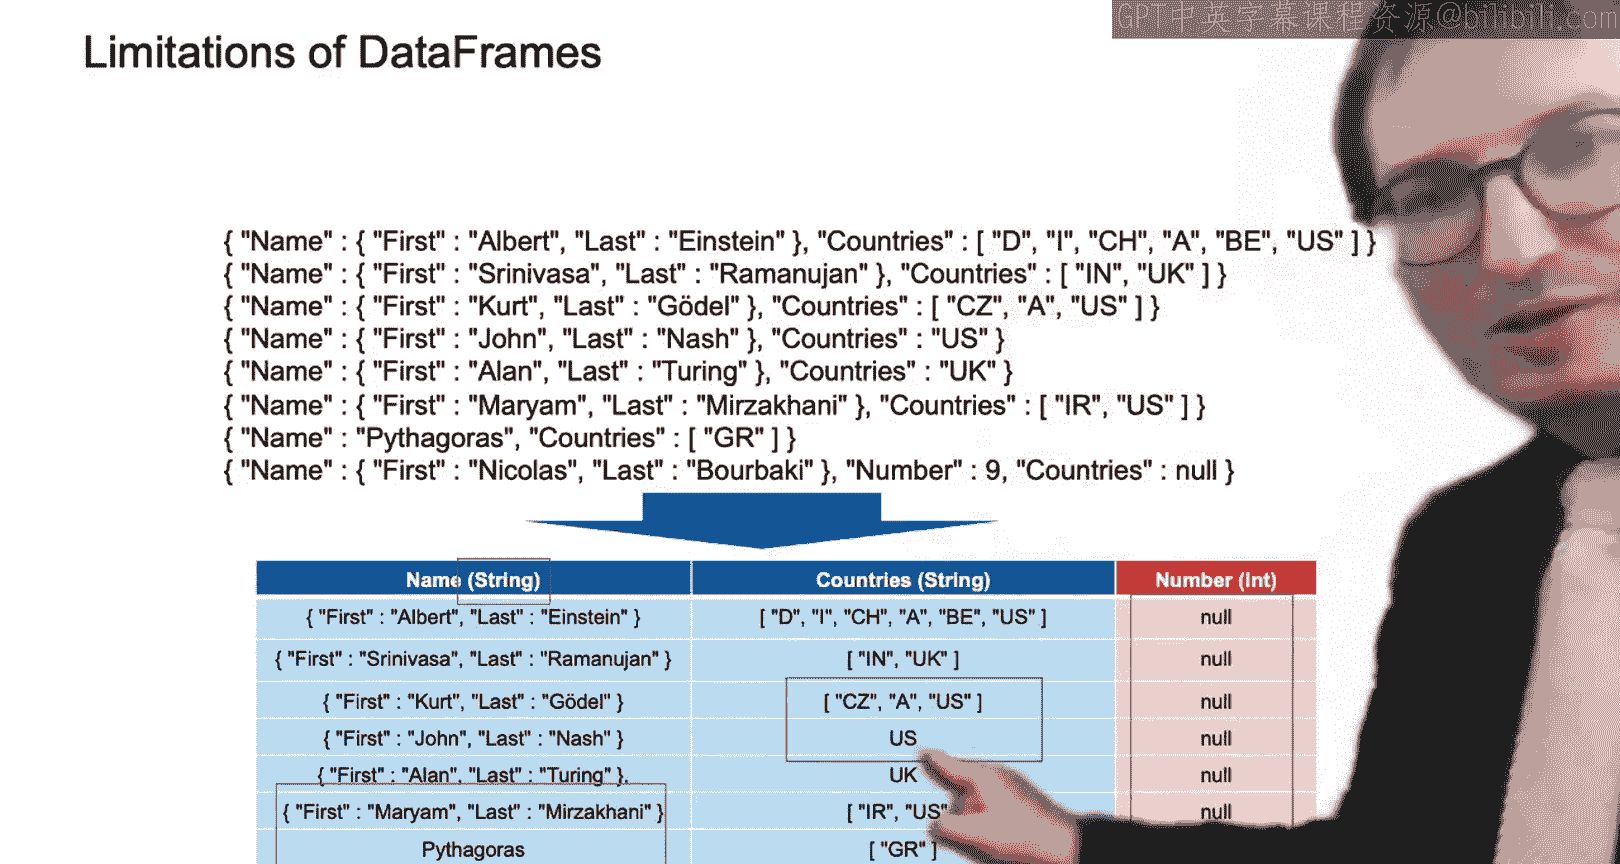 GPT中英字幕课程资源@bilibili.com
Limitations of DataFrames
{ "Name" : { "First" : "Albert", "Last" : "Einstein" }, "Countries" : [ "D", "I", "CH", "A", "BE", "US" ] }
{ "Name" : { "First" : "Srinivasa", "Last" : "Ramanujan" }, "Countries" : [ "IN", "UK" ] }
{ "Name" : { "First" : "Kurt", "Last" : "Gödel" }, "Countries" : [ "CZ", "A", "US" ] }
{ "Name" : { "First" : "John", "Last" : "Nash" }, "Countries" : "US" }
{ "Name" : { "First" : "Alan", "Last" : "Turing" }, "Countries" : "UK" }
{ "Name" : { "First" : "Maryam", "Last" : "Mirzakhani" }, "Countries" : [ "IR", "US" ] }
{ "Name" : "Pythagoras", "Countries" : [ "GR" ] }
{ "Name" : { "First" : "Nicolas", "Last" : "Bourbaki" }, "Number" : 9, "Countries" : null }
Name (String) Countries (String) Number (Int)
{ "First" : "Albert", "Last" : "Einstein" } [ "D", "I", "CH", "A", "BE", "US" ] null
{ "First" : "Srinivasa", "Last" : "Ramanujan" } [ "IN", "UK" ] null
{ "First" : "Kurt", "Last" : "Gödel" } [ "CZ", "A", "US" ] null
{ "First" : "John", "Last" : "Nash" } US null
{ "First" : "Alan", "Last" : "Turing" }, UK null
{ "First" : "Maryam", "Last" : "Mirzakhani" } [ "IR", "US" null
Pythagoras [ "GR" ]